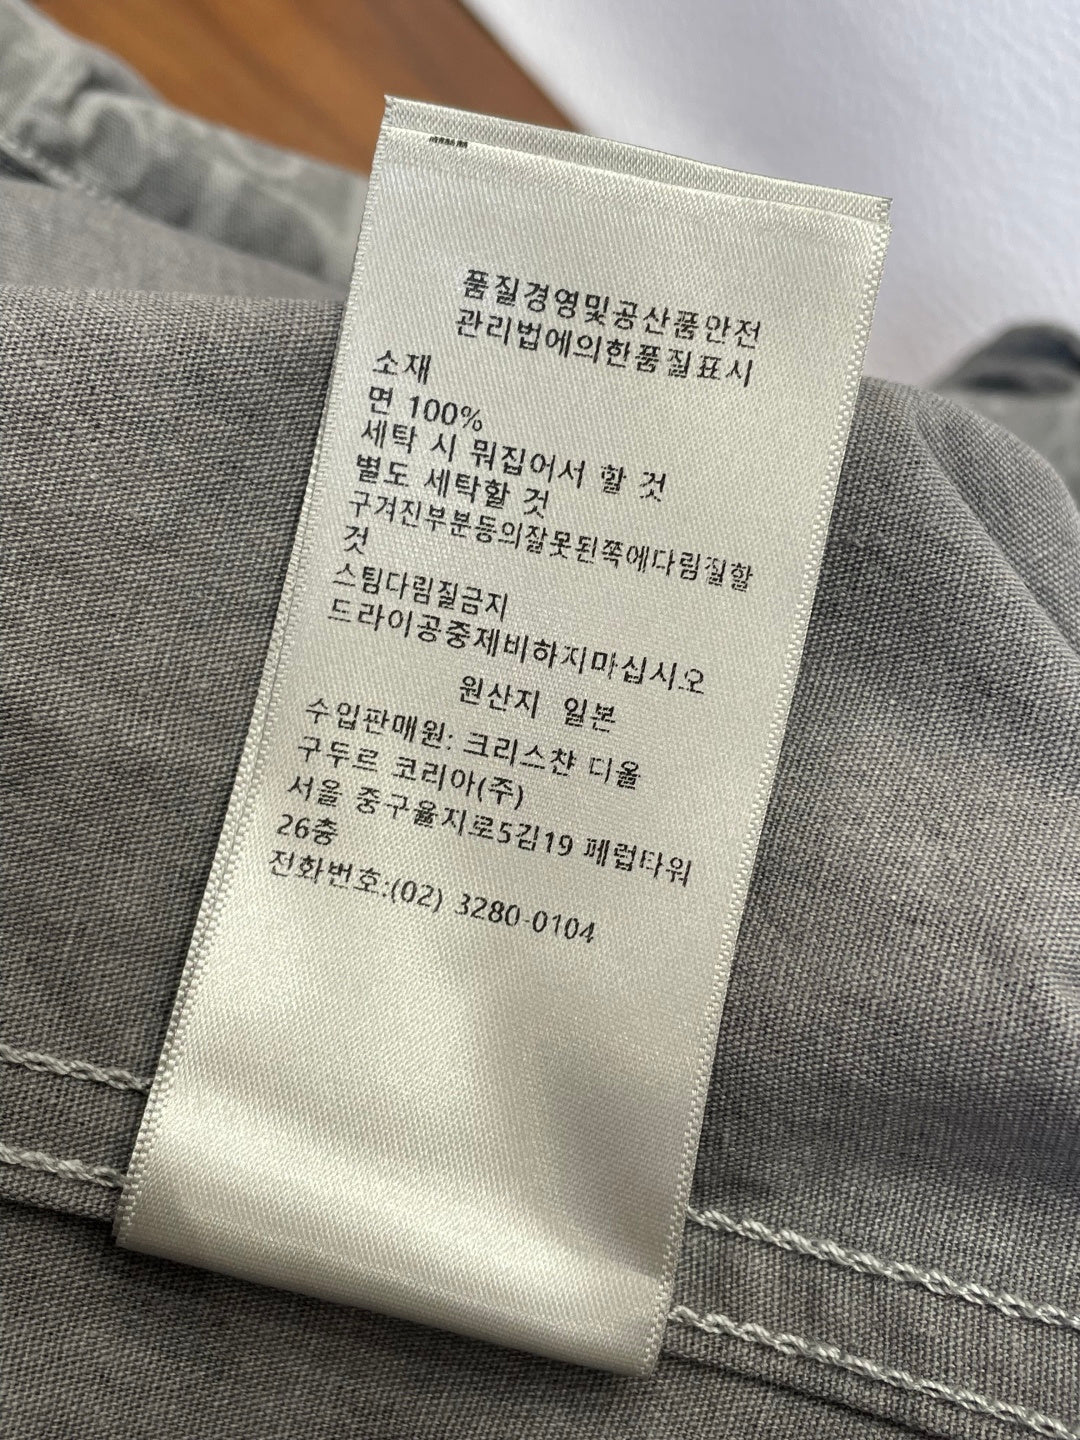 품질경영및공산품안전
관리법에의한품질표시
소재
면 100%
세탁 시 뒤집어서 할 것
별도 세탁할 것
구겨진부분등의잘못된쪽에다림질할
것
스팀다림질금지
드라이공중제비하지마십시오
원산지 일본
수입판매원: 크리스챤 디올
구두르 코리아(주)
서울 중구율지로5김19 페럼타워
26층
전화번호:(02) 3280-0104